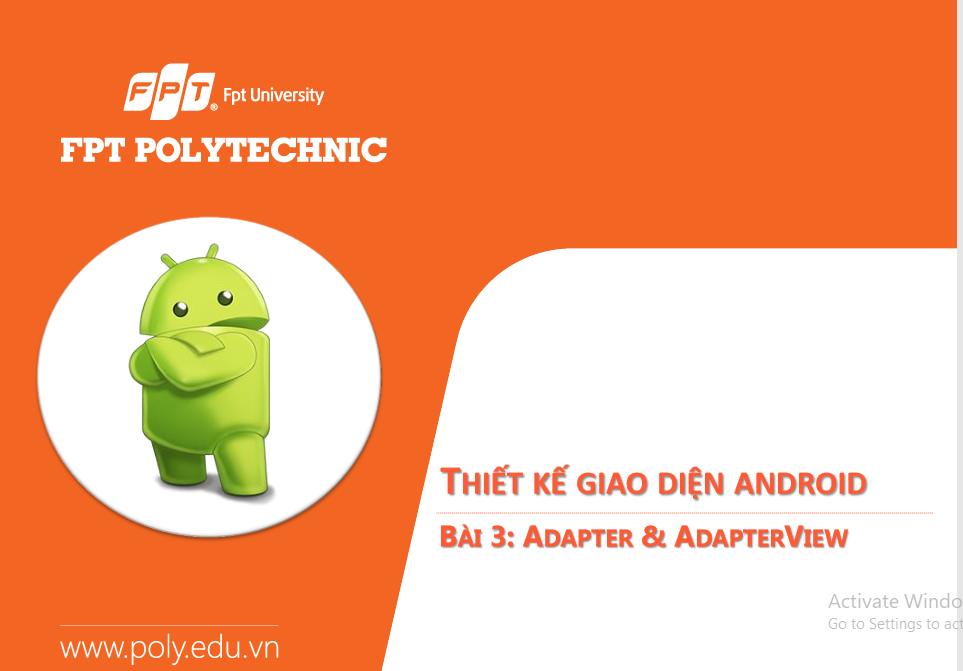 FPT® Fpt University
FPT POLYTECHNIC
THIẾT KẾ GIAO DIỆN ANDROID
BÀI 3: ADAPTER & ADAPTERVIEW
Activate Windo
Go to Settings to act
www.poly.edu.vn